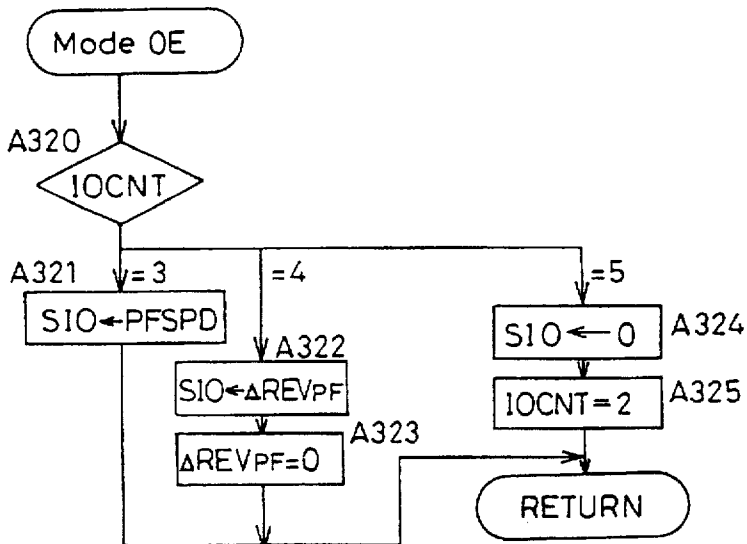 Mode 0E
A320
IOCNT
A321
=3
=4
=5
SIO←PFSPD
SIO←0
A324
A322
SIO←ΔREVPF
IOCNT=2
A325
A323
ΔREVPF=0
RETURN